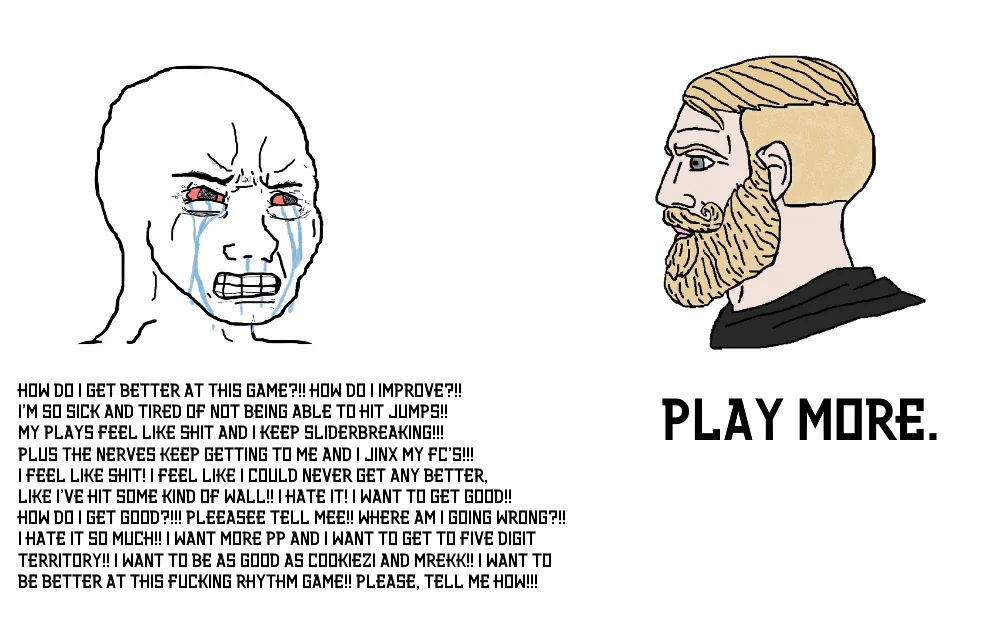 HOW DO I GET BETTER AT THIS GAME?!! HOW DO I IMPROVE?!!
I'M SO SICK AND TIRED OF NOT BEING ABLE TO HIT JUMPS!!
MY PLAYS FEEL LIKE SHIT AND I KEEP SLIDERBREAKING!!!
PLUS THE NERVES KEEP GETTING TO ME AND I JINX MY FC'S!!!
I FEEL LIKE SHIT! I FEEL LIKE I COULD NEVER GET ANY BETTER,
LIKE I'VE HIT SOME KIND OF WALL!! I HATE IT! I WANT TO GET GOOD!!
HOW DO I GET GOOD?!!! PLEEASEE TELL MEE!! WHERE AM I GOING WRONG?!!
I HATE IT SO MUCH!! I WANT MORE PP AND I WANT TO GET TO FIVE DIGIT
TERRITORY!! I WANT TO BE AS GOOD AS COOKIEZI AND MREKK!! I WANT TO
BE BETTER AT THIS FUCKING RHYTHM GAME!! PLEASE, TELL ME HOW!!!
PLAY MORE.